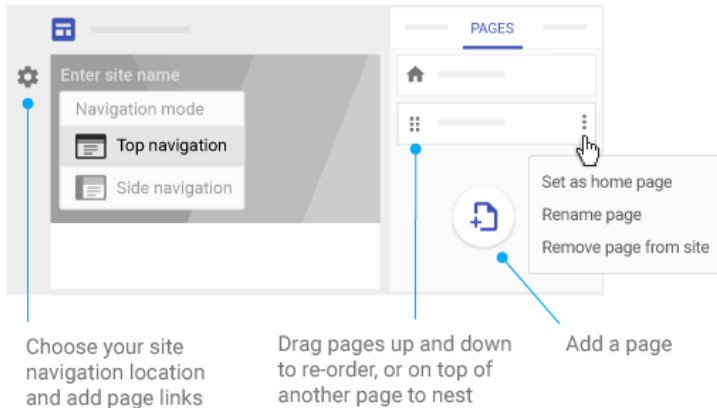 PAGES
Enter site name
Navigation mode
Top navigation
Side navigation
Set as home page
Rename page
Remove page from site
Choose your site
navigation location
and add page links
Drag pages up and down
to re-order, or on top of
another page to nest
Add a page